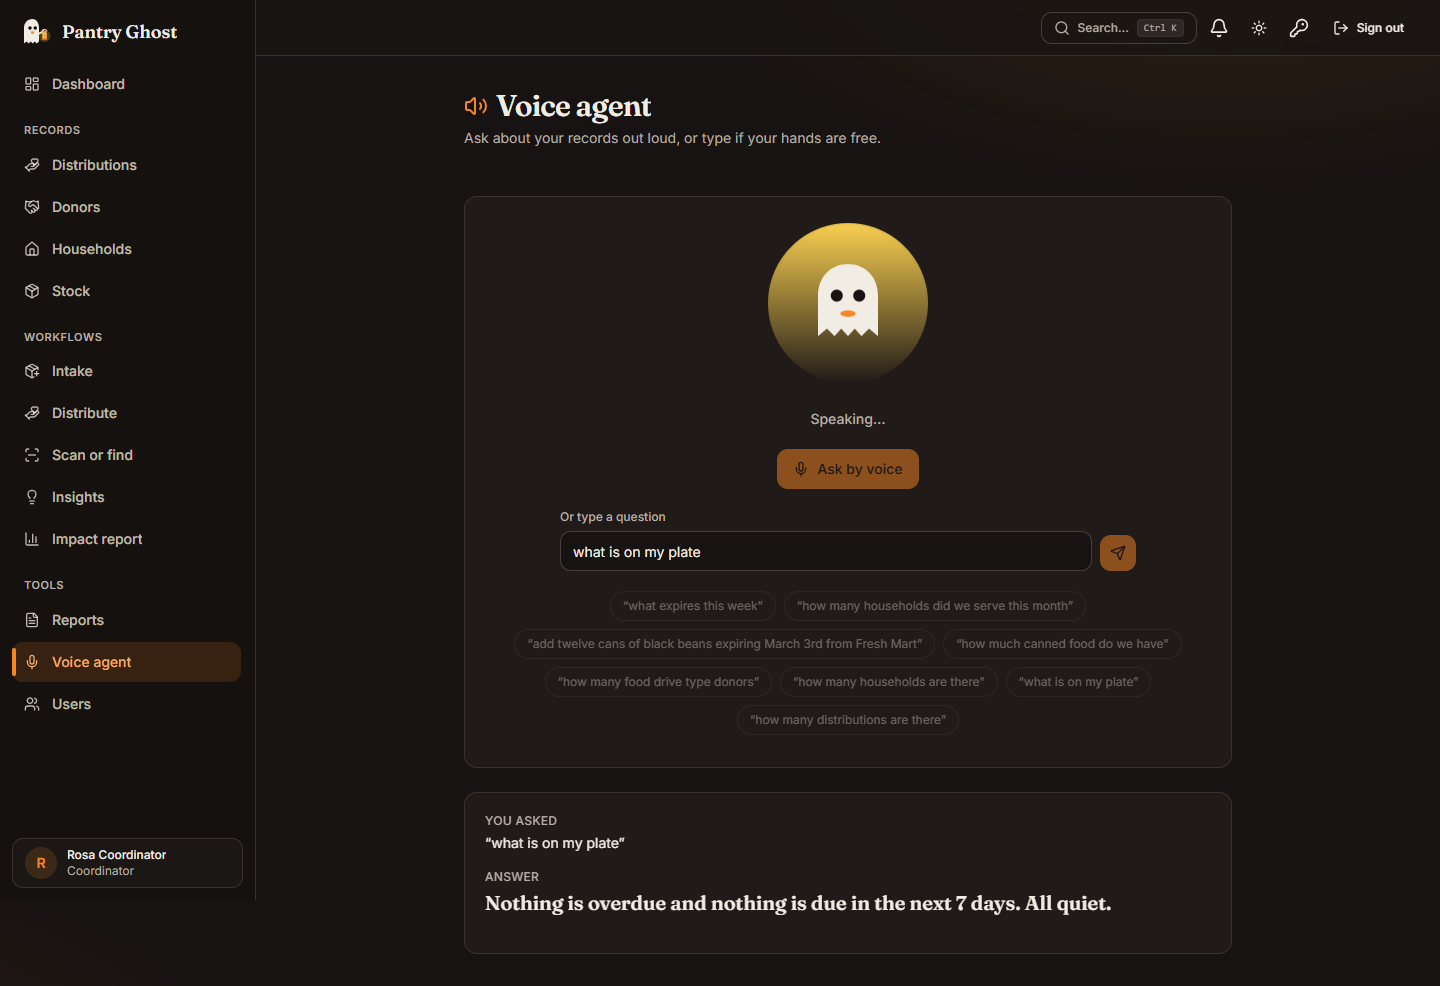 Pantry Ghost
Search... Ctrl K
Sign out
Dashboard
RECORDS
Distributions
Donors
Households
Stock
WORKFLOWS
Intake
Distribute
Scan or find
Insights
Impact report
TOOLS
Reports
Voice agent
Users
R
Rosa Coordinator
Coordinator
Voice agent
Ask about your records out loud, or type if your hands are free.
Speaking...
Ask by voice
Or type a question
what is on my plate
“what expires this week” “how many households did we serve this month”
“add twelve cans of black beans expiring March 3rd from Fresh Mart” “how much canned food do we have”
“how many food drive type donors” “how many households are there” “what is on my plate”
“how many distributions are there”
YOU ASKED
“what is on my plate”
ANSWER
Nothing is overdue and nothing is due in the next 7 days. All quiet.